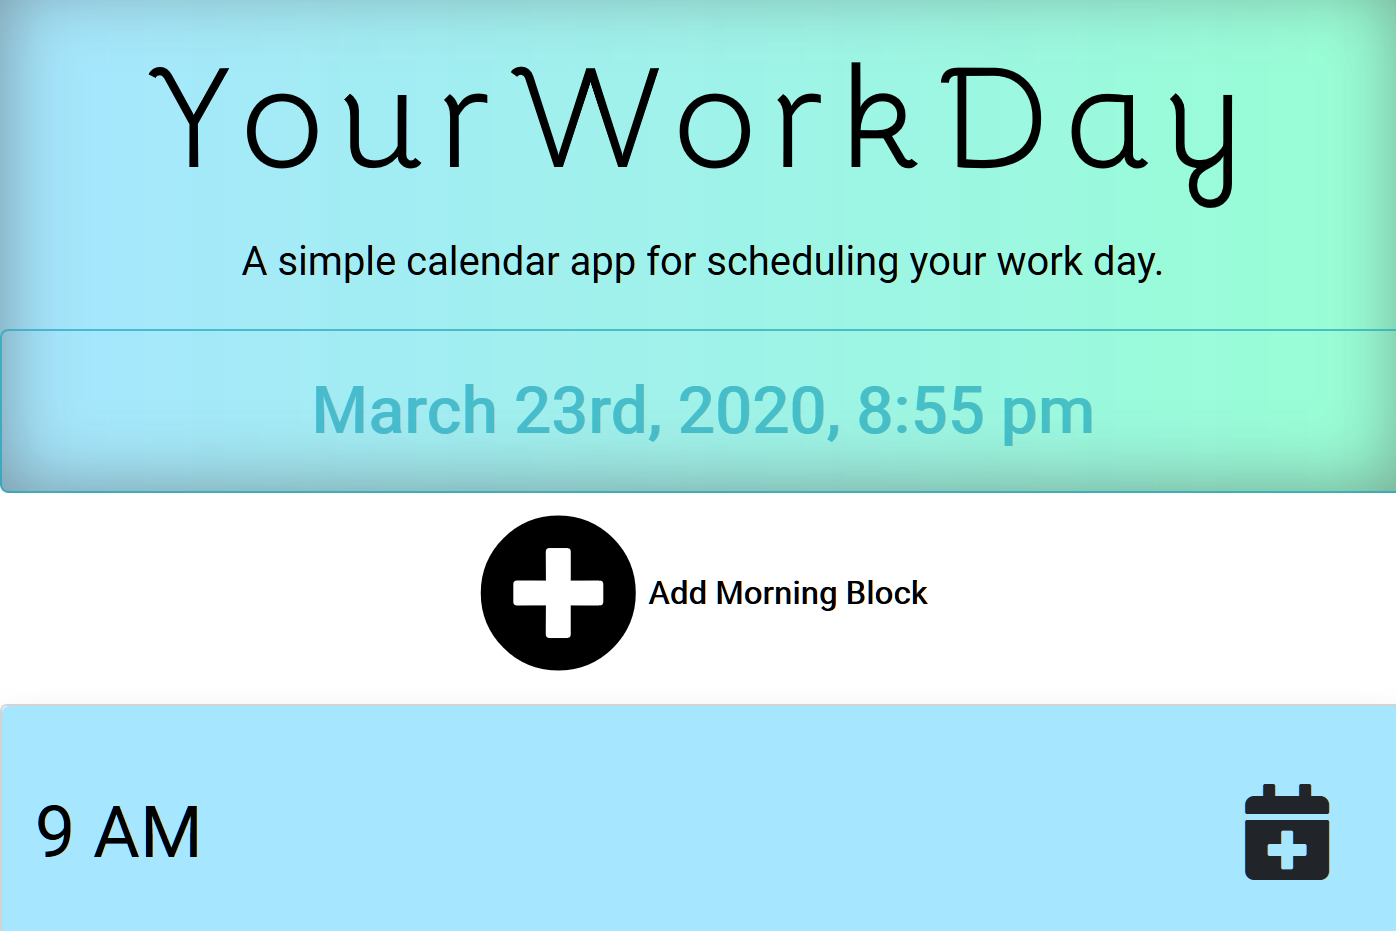 YourWorkDay
A simple calendar app for scheduling your work day.
March 23rd, 2020, 8:55 pm
Add Morning Block
9 AM